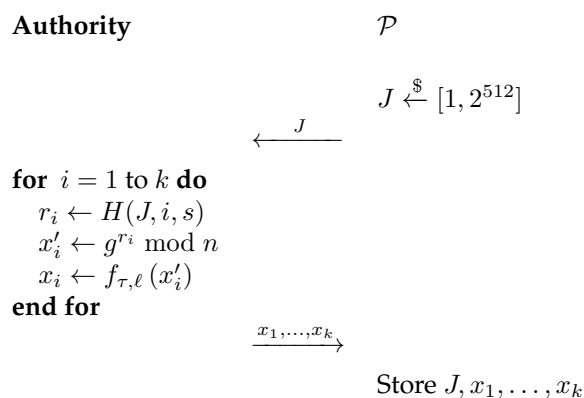 Authority 𝒫
J ←$ [1, 2^512]
J
for i = 1 to k do
r_i ← H(J, i, s)
x'_i ← g^{r_i} mod n
x_i ← f_{τ,ℓ} (x'_i)
end for
x_1,...,x_k
Store J, x_1, . . . , x_k